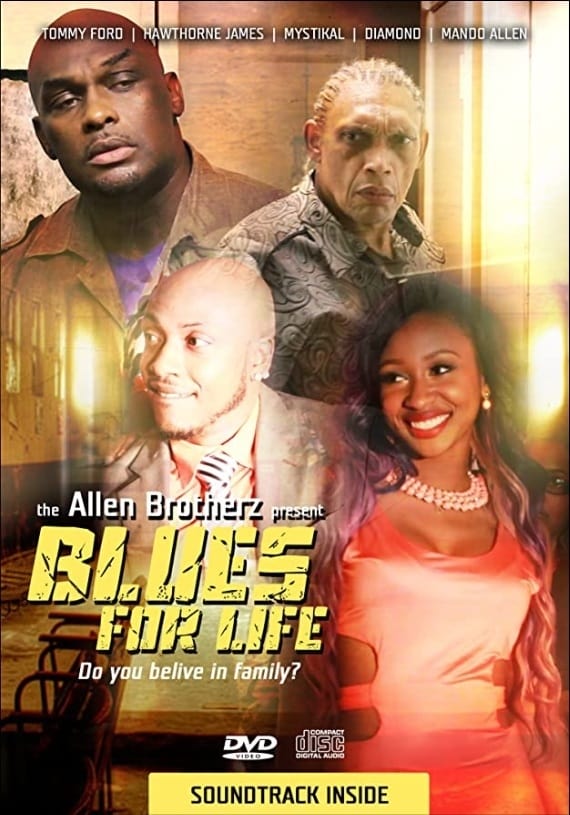 TOMMY FORD | HAWTHORNE JAMES | MYSTIKAL | DIAMOND | MANDO ALLEN
the Allen Brotherz present
BLUES
FOR LIFE
Do you belive in family?
DVD VIDEO
COMPACT disc DIGITAL AUDIO
SOUNDTRACK INSIDE